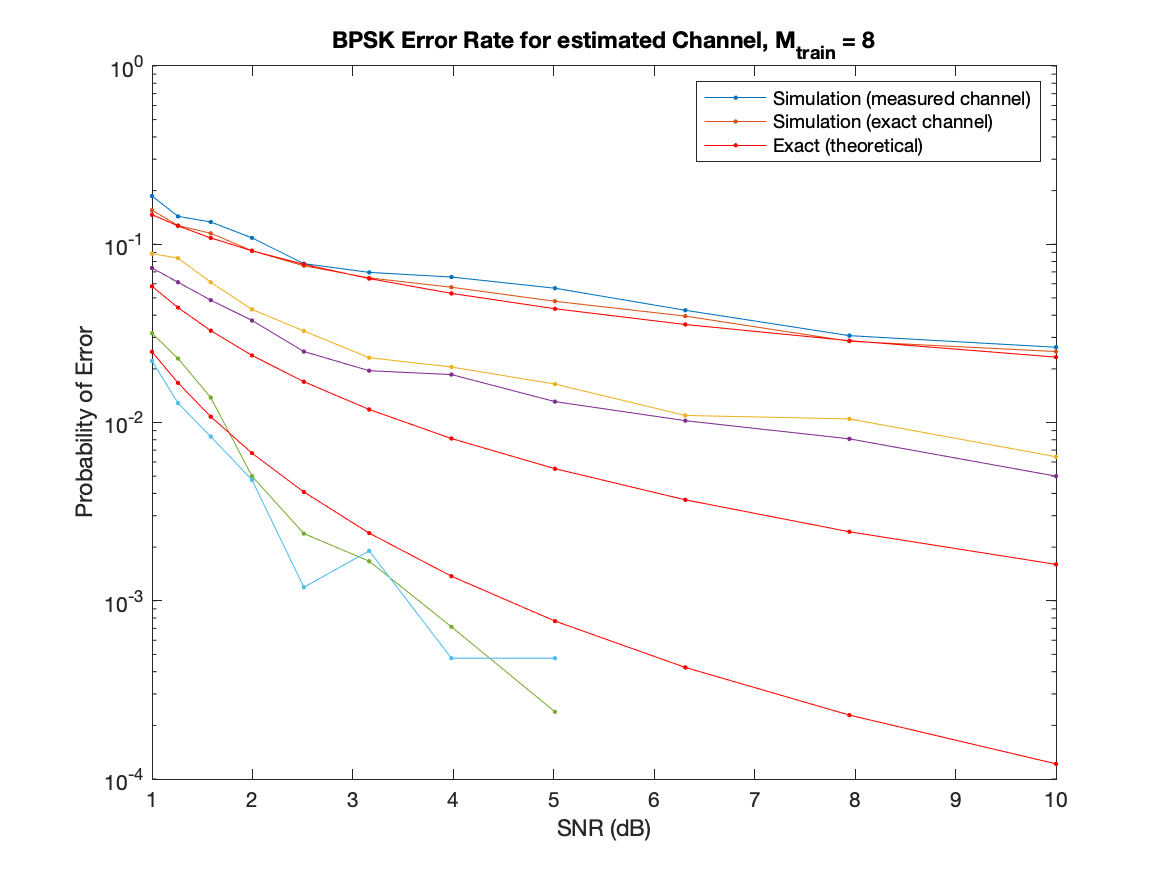 BPSK Error Rate for estimated Channel, M_train = 8
10^0
10^-1
10^-2
10^-3
10^-4
Probability of Error
Simulation (measured channel)
Simulation (exact channel)
Exact (theoretical)
1 2 3 4 5 6 7 8 9 10
SNR (dB)